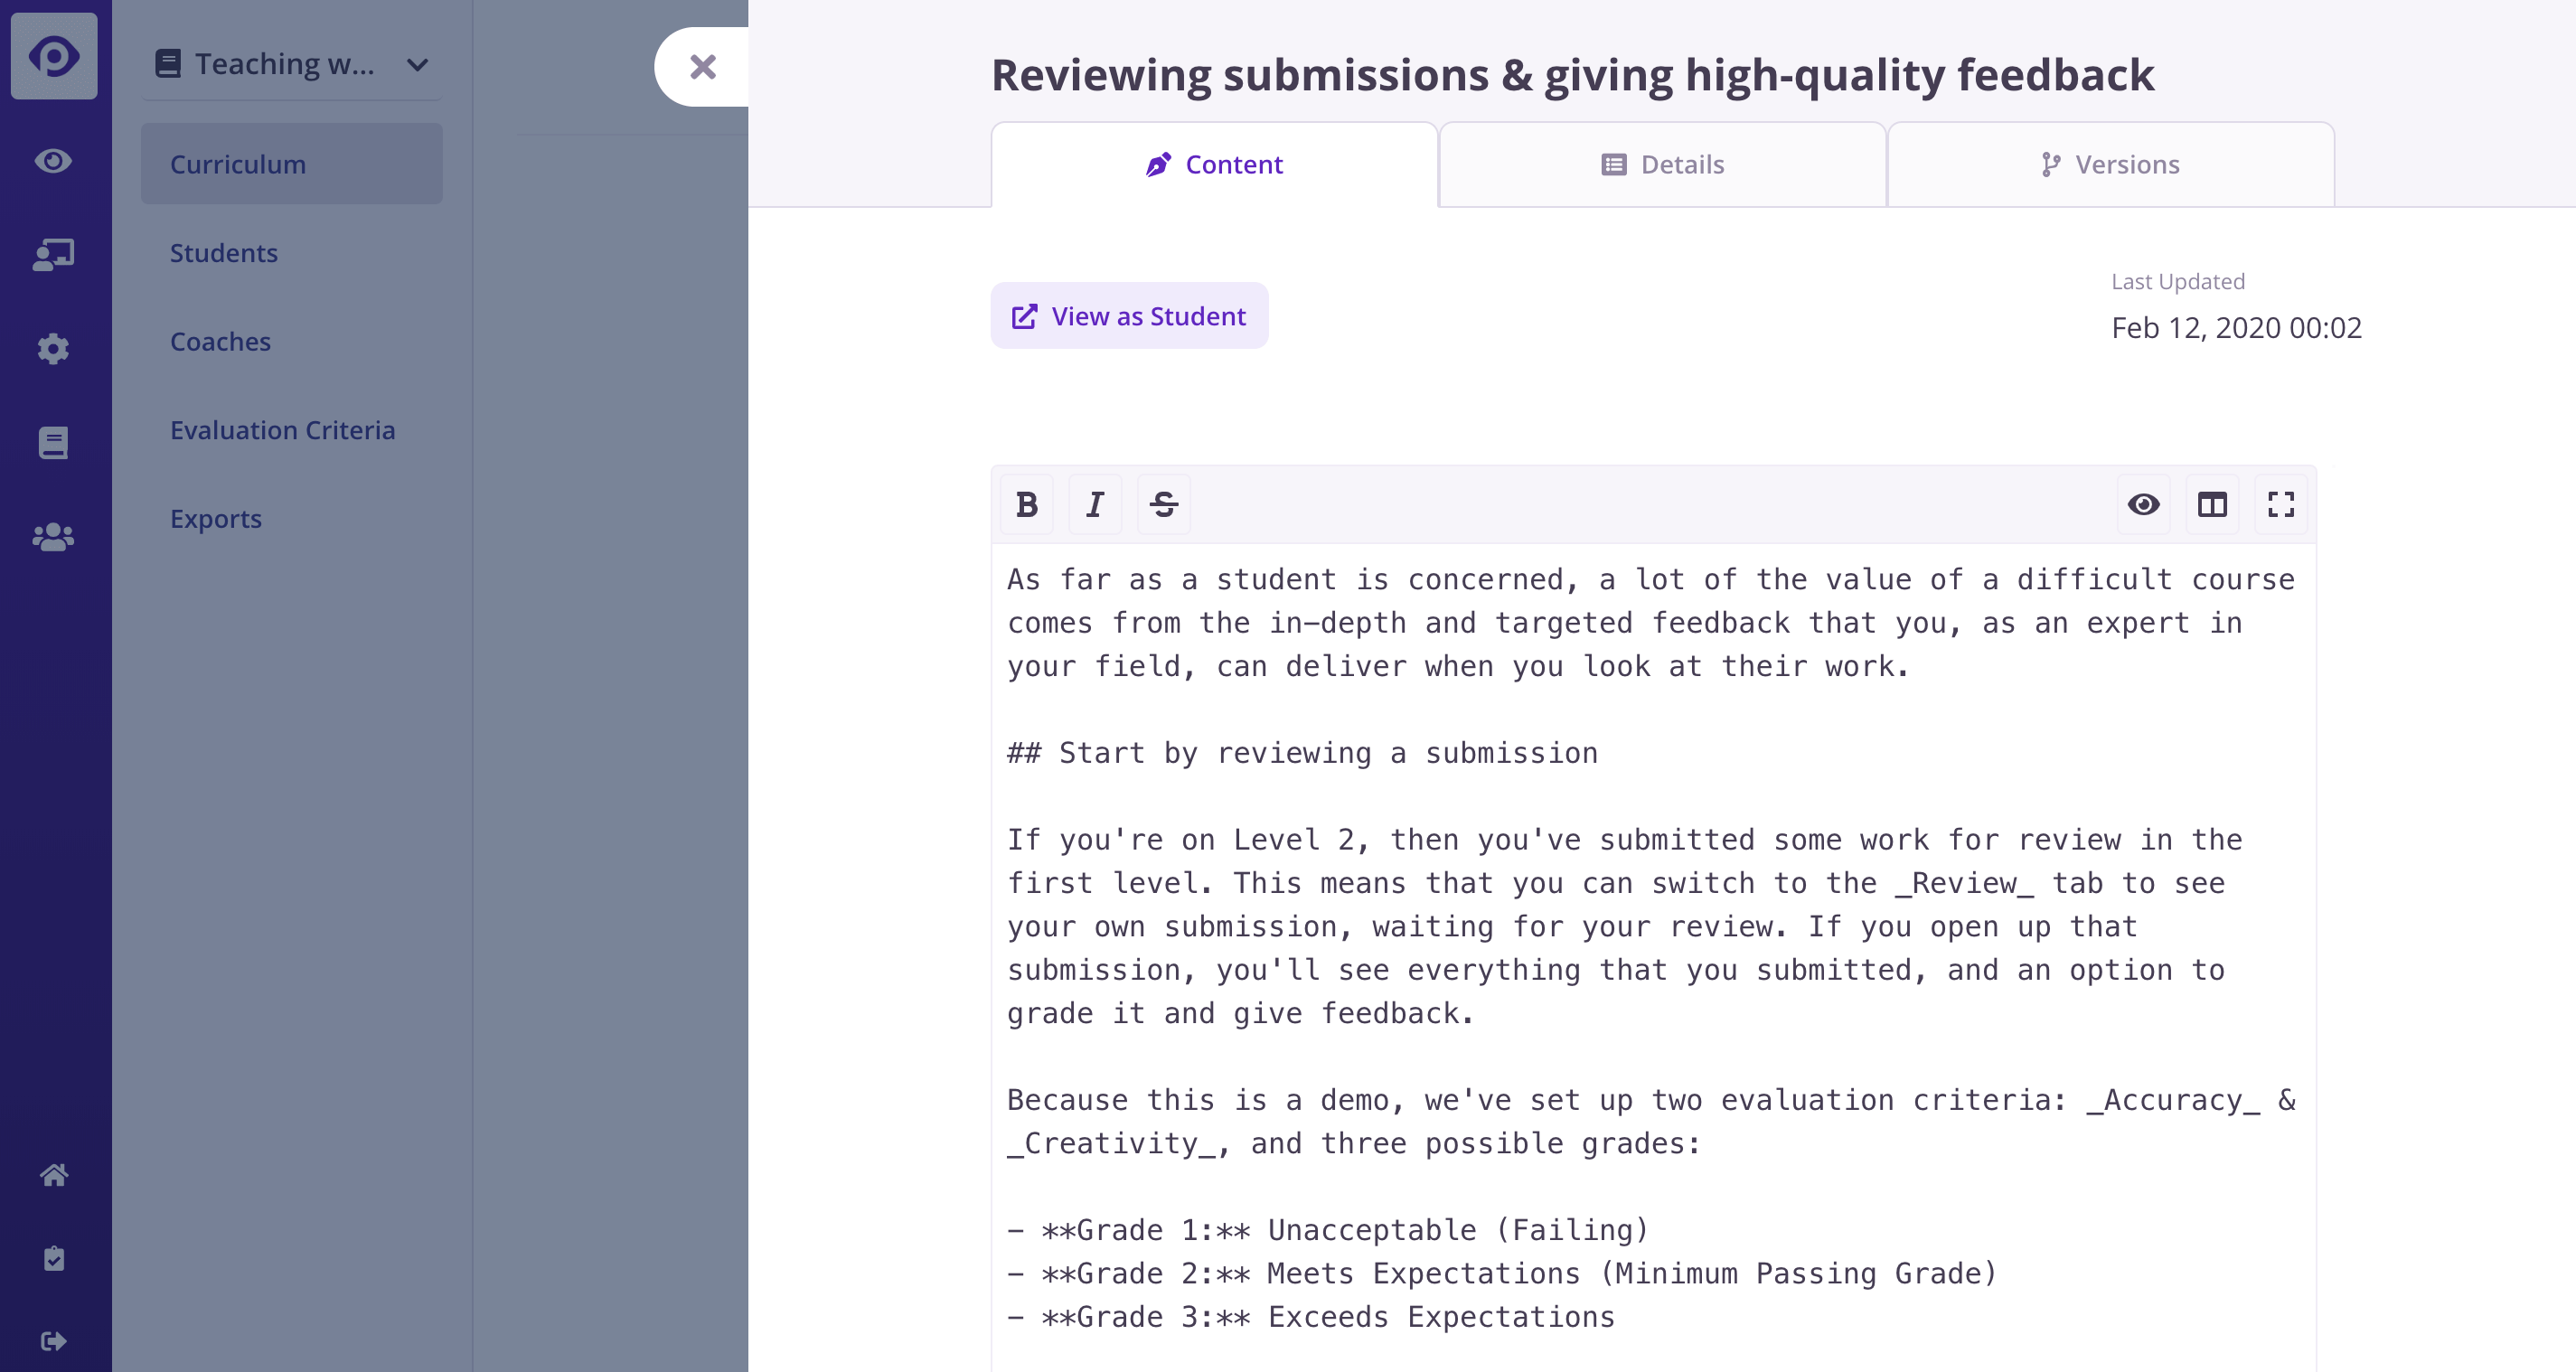 Teaching w...
Curriculum
Students
Coaches
Evaluation Criteria
Exports
Reviewing submissions & giving high-quality feedback
Content
Details
Versions
View as Student
Last Updated
Feb 12, 2020 00:02
B I S
As far as a student is concerned, a lot of the value of a difficult course
comes from the in-depth and targeted feedback that you, as an expert in
your field, can deliver when you look at their work.
## Start by reviewing a submission
If you're on Level 2, then you've submitted some work for review in the
first level. This means that you can switch to the _Review_ tab to see
your own submission, waiting for your review. If you open up that
submission, you'll see everything that you submitted, and an option to
grade it and give feedback.
Because this is a demo, we've set up two evaluation criteria: _Accuracy_ &
_Creativity_, and three possible grades:
- **Grade 1:** Unacceptable (Failing)
- **Grade 2:** Meets Expectations (Minimum Passing Grade)
- **Grade 3:** Exceeds Expectations